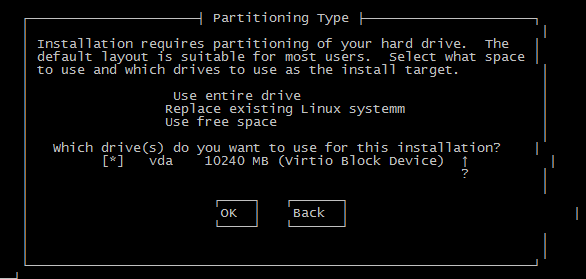 Partitioning Type
Installation requires partitioning of your hard drive.  The
default layout is suitable for most users.  Select what space
to use and which drives to use as the install target.
Use entire drive
Replace existing Linux systemm
Use free space
Which drive(s) do you want to use for this installation?
[*]   vda    10240 MB (Virtio Block Device)  ↑
?
OK    Back